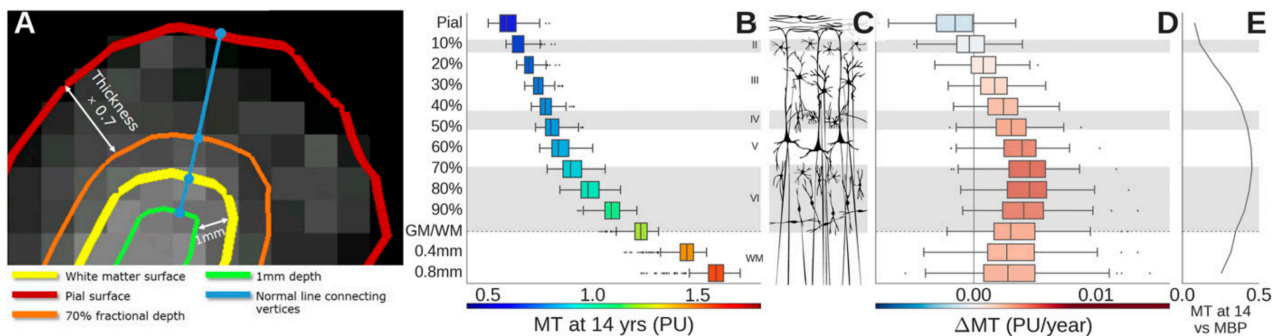 A
B
C
D
E
Thickness
× 0.7
1mm
White matter surface
Pial surface
70% fractional depth
1mm depth
Normal line connecting
vertices
Pial
10%
20%
30%
40%
50%
60%
70%
80%
90%
GM/WM
0.4mm
0.8mm
II
III
IV
V
VI
WM
0.5
1.0
1.5
MT at 14 yrs (PU)
0.00
0.01
ΔMT (PU/year)
0.0
0.5
MT at 14
vs MBP